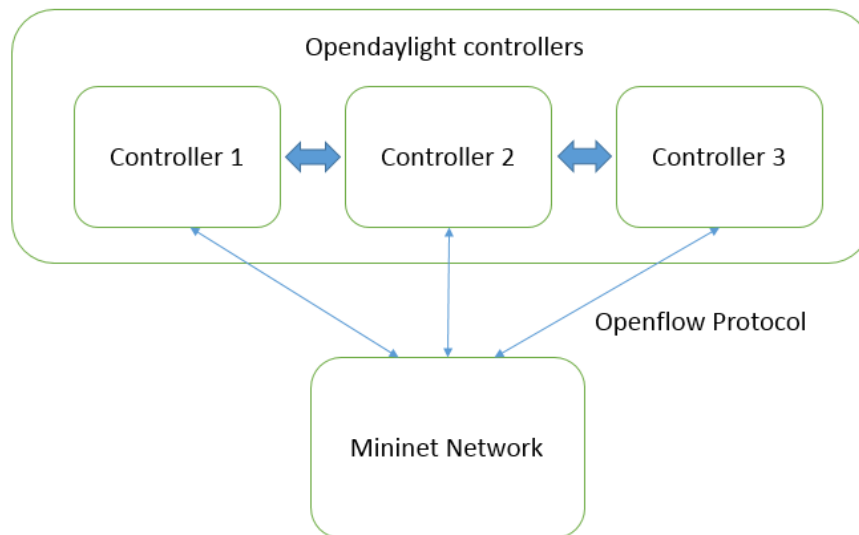 Opendaylight controllers
Controller 1
Controller 2
Controller 3
Openflow Protocol
Mininet Network